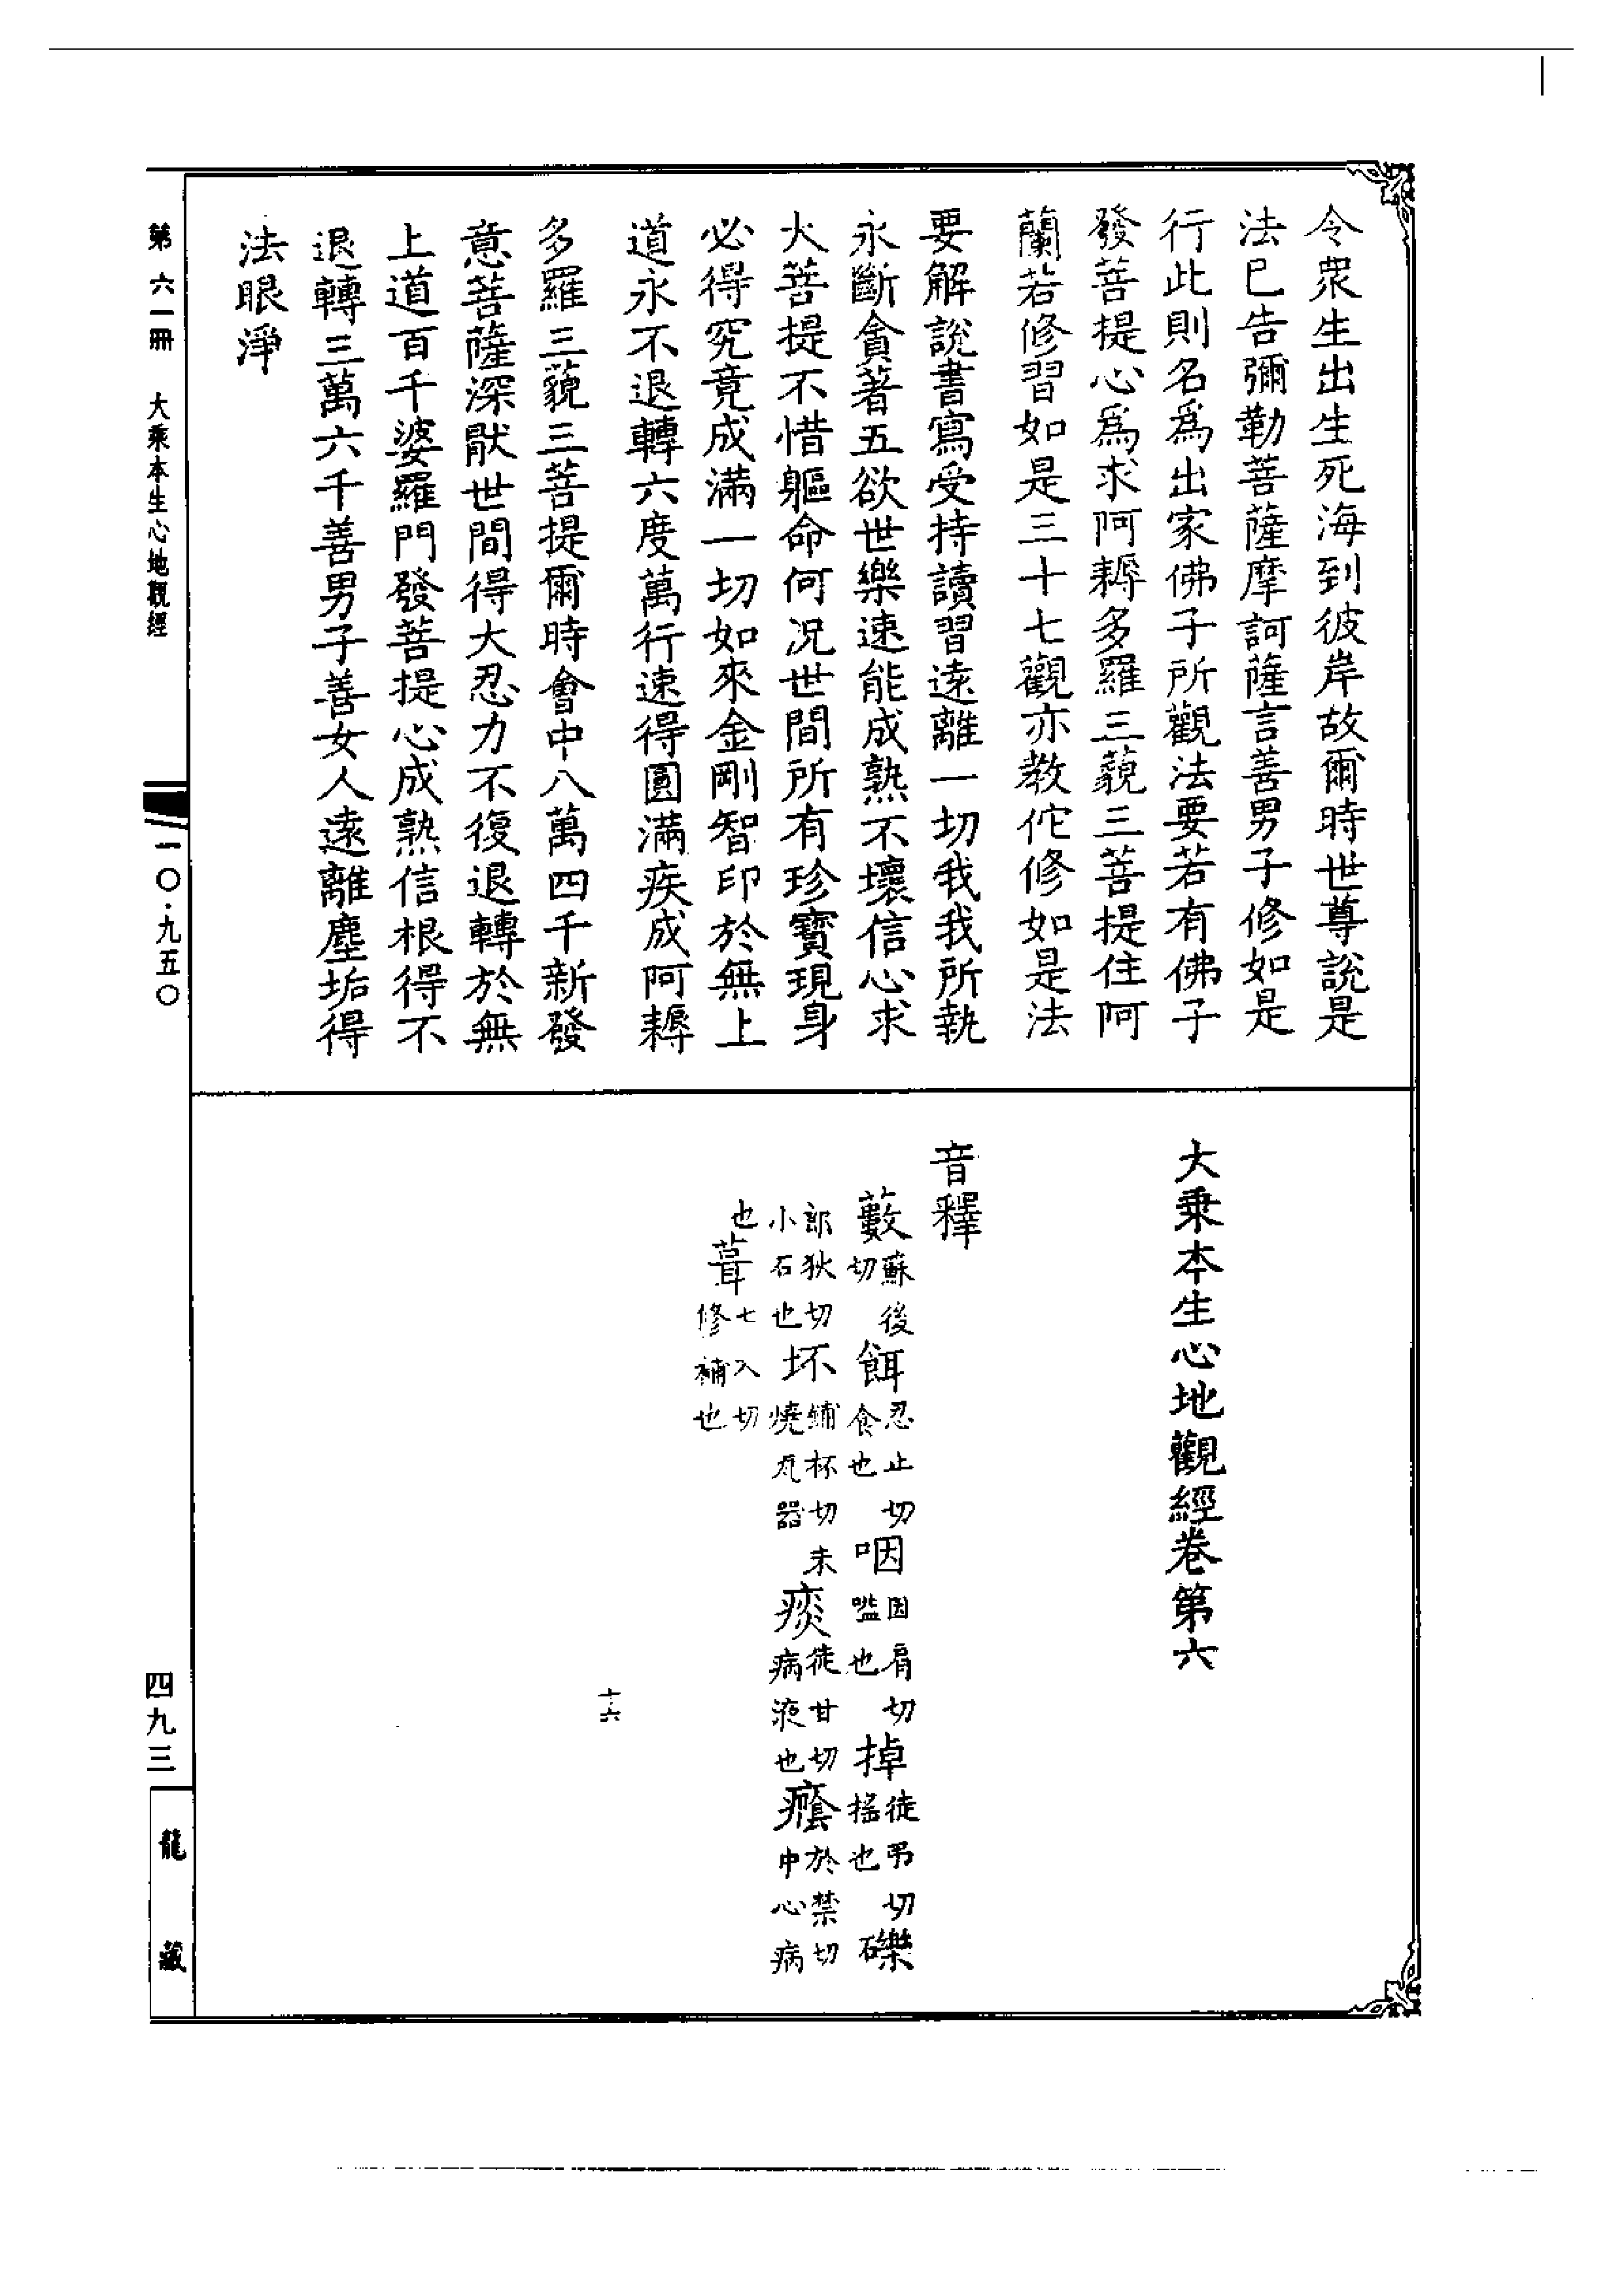 令衆生出生死海到彼岸故爾時世尊說是
法巳告彌勒菩薩摩訶薩言善男子修如是
行此則名爲出家佛子所觀法要若有佛子
發菩提心爲求阿耨多羅三藐三菩提住阿
蘭若修習如是三十七觀亦教佗修如是法
要解說書寫受持讀習遠離一切我我所執
永斷貪著五欲世樂速能成熟不壞信心求
大菩提不惜軀命何况世間所有珍寶現身
必得究竟成滿一切如來金剛智印於無上
道永不退轉六度萬行速得圓滿疾成阿耨
多羅三藐三菩提爾時會中八萬四千新發
意菩薩深猒世間得大忍力不復退轉於無
上道百千婆羅門發菩提心成熟信根得不
退轉三萬六千善男子善女人遠離塵垢得
法眼淨
大乘本生心地觀經卷第六
音釋
藪蘇後切餌忍止切食也咽因肩切嗌也掉徒弔切搖也礫
郎狄切小石也坏鋪杯切未燒瓦器痰徒甘切病液也癊於禁切中心病
也葺七入切修補也
十六
第六一冊 大乘本生心地觀經
一〇·九五〇
四九三
龍藏